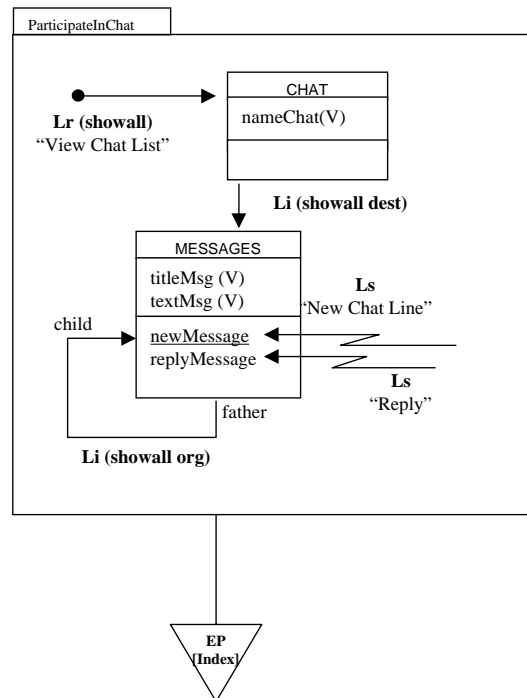 ParticipateInChat
CHAT
nameChat(V)
Lr (showall)
“View Chat List”
Li (showall dest)
MESSAGES
titleMsg (V)
textMsg (V)
Ls
“New Chat Line”
child
newMessage
replyMessage
Ls
“Reply”
father
Li (showall org)
EP
[Index]